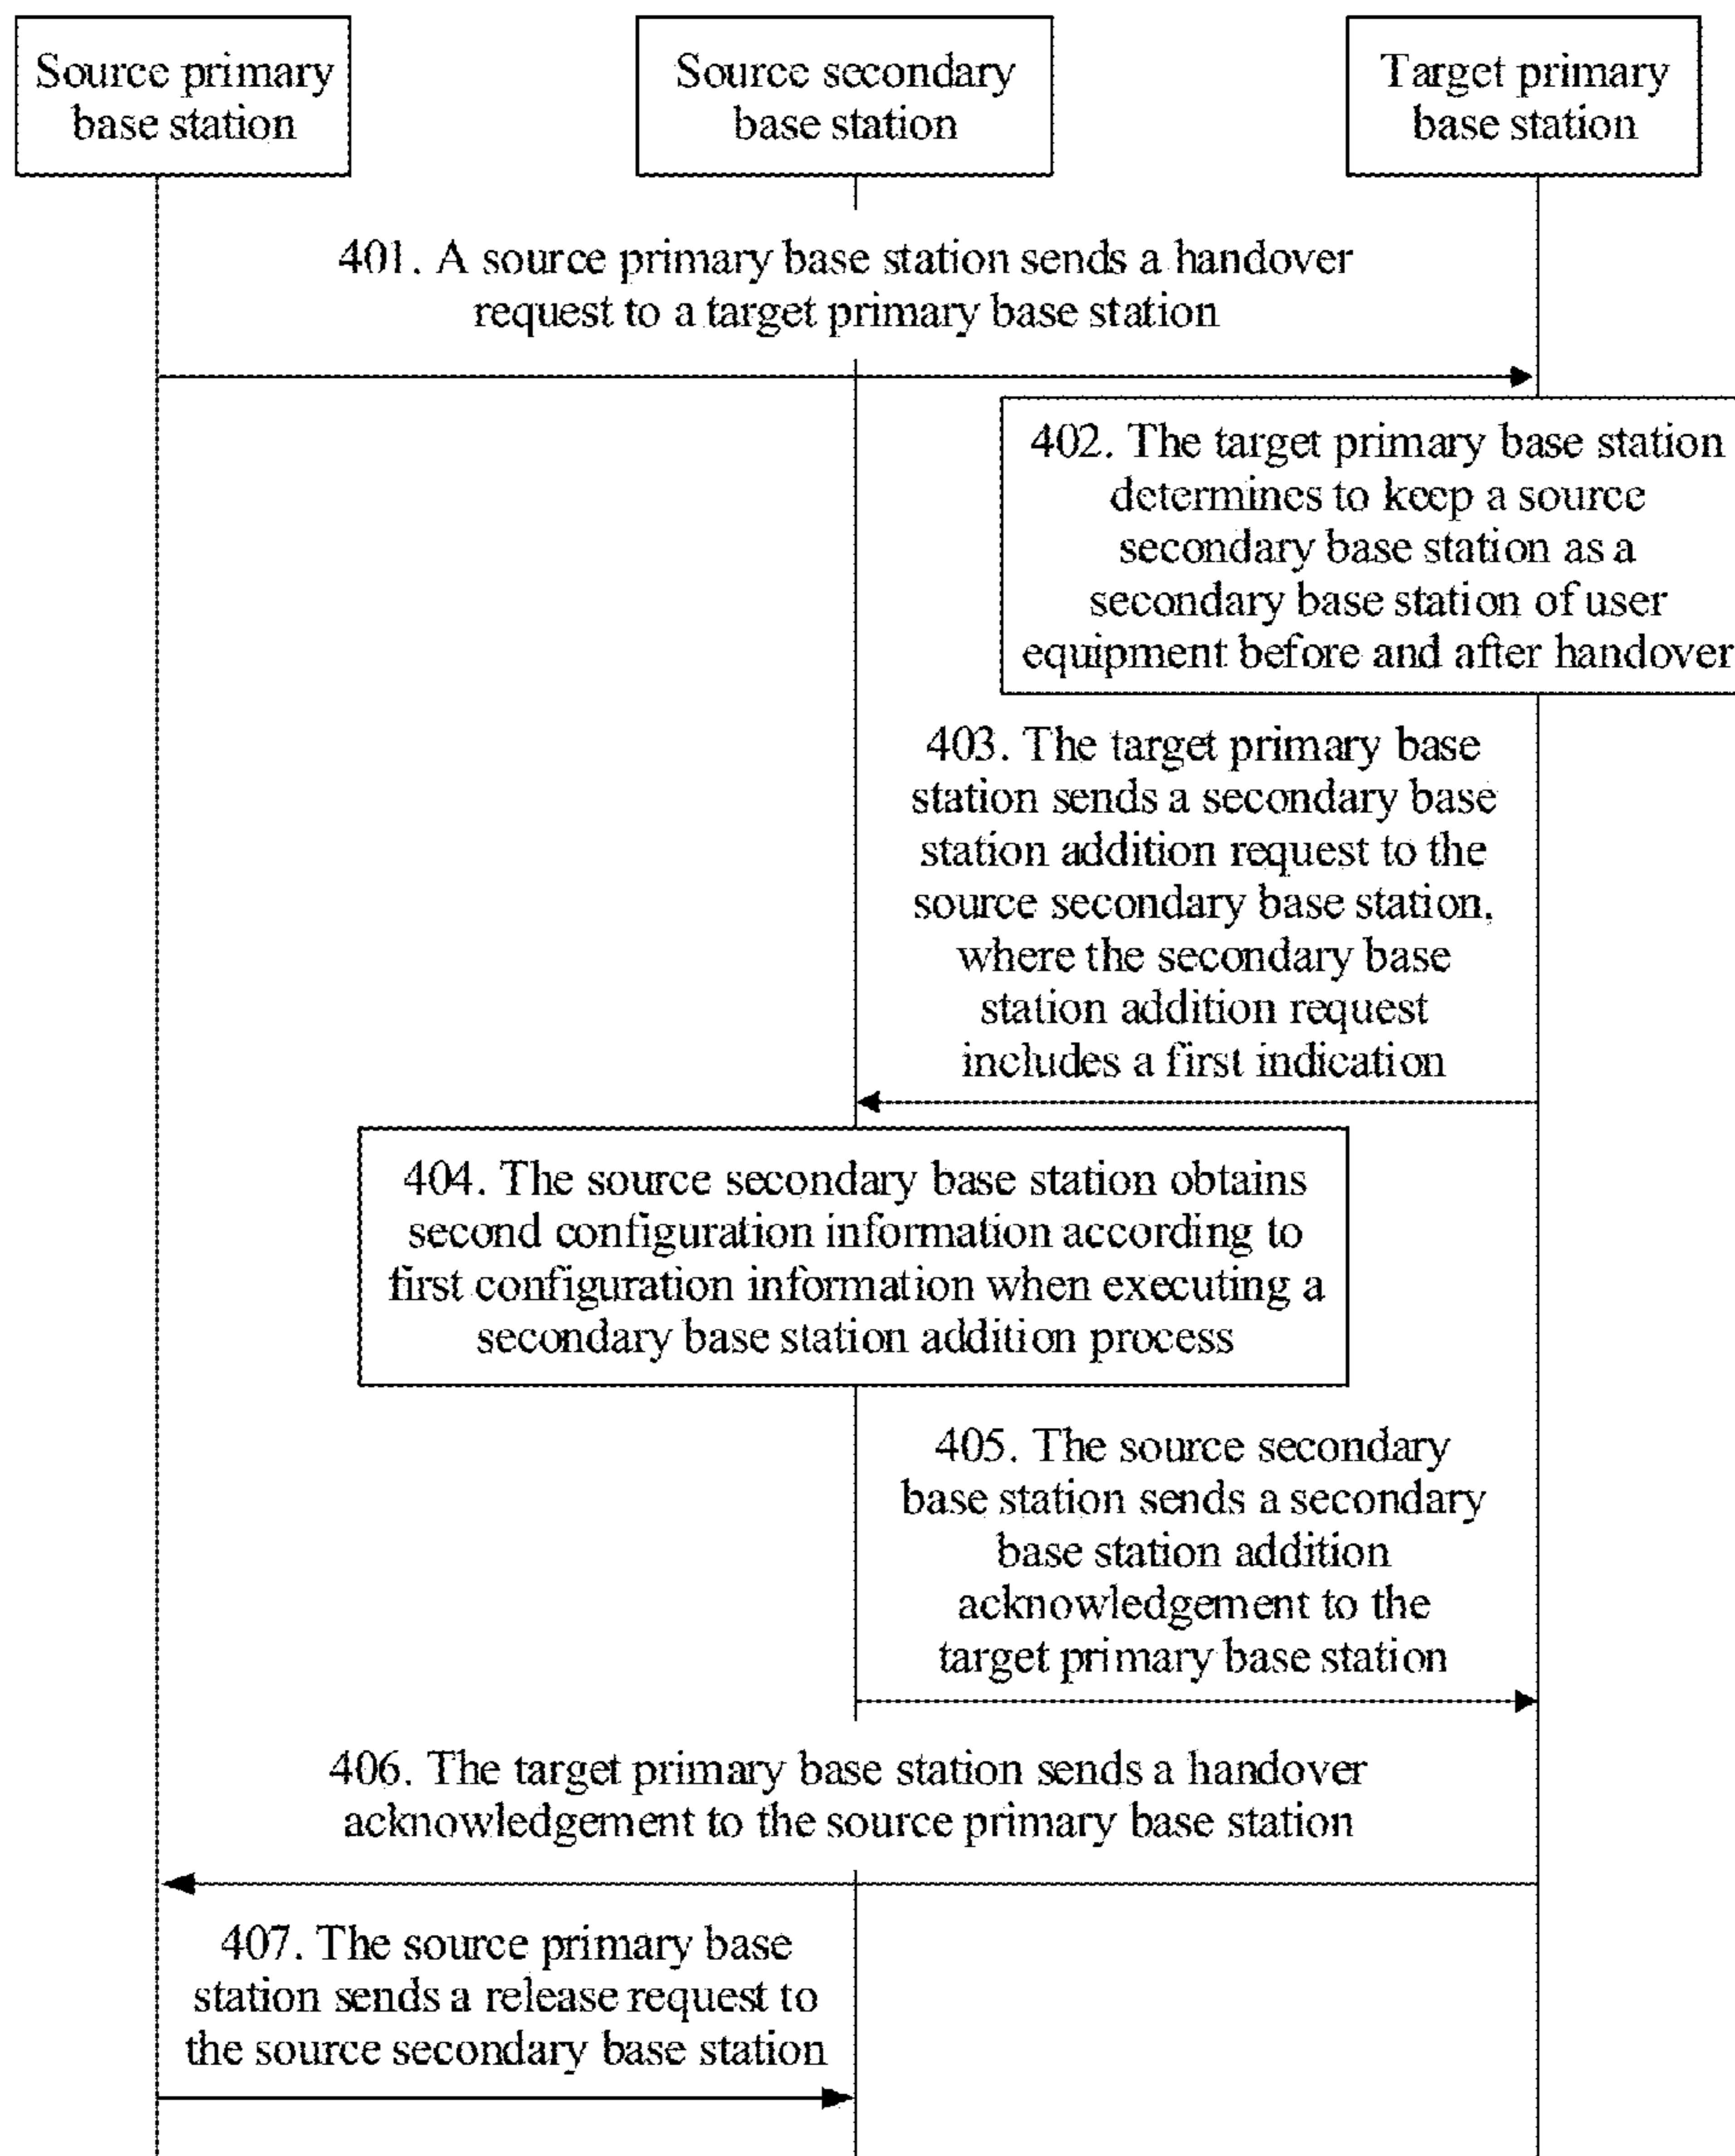 Source primary
base station
Source secondary
base station
Target primary
base station
401. A source primary base station sends a handover
request to a target primary base station
402. The target primary base station
determines to keep a source
secondary base station as a
secondary base station of user
equipment before and after handover
403. The target primary base
station sends a secondary base
station addition request to the
source secondary base station,
where the secondary base
station addition request
includes a first indication
404. The source secondary base station obtains
second configuration information according to
first configuration information when executing a
secondary base station addition process
405. The source secondary
base station sends a secondary
base station addition
acknowledgement to the
target primary base station
406. The target primary base station sends a handover
acknowledgement to the source primary base station
407. The source primary base
station sends a release request to
the source secondary base station